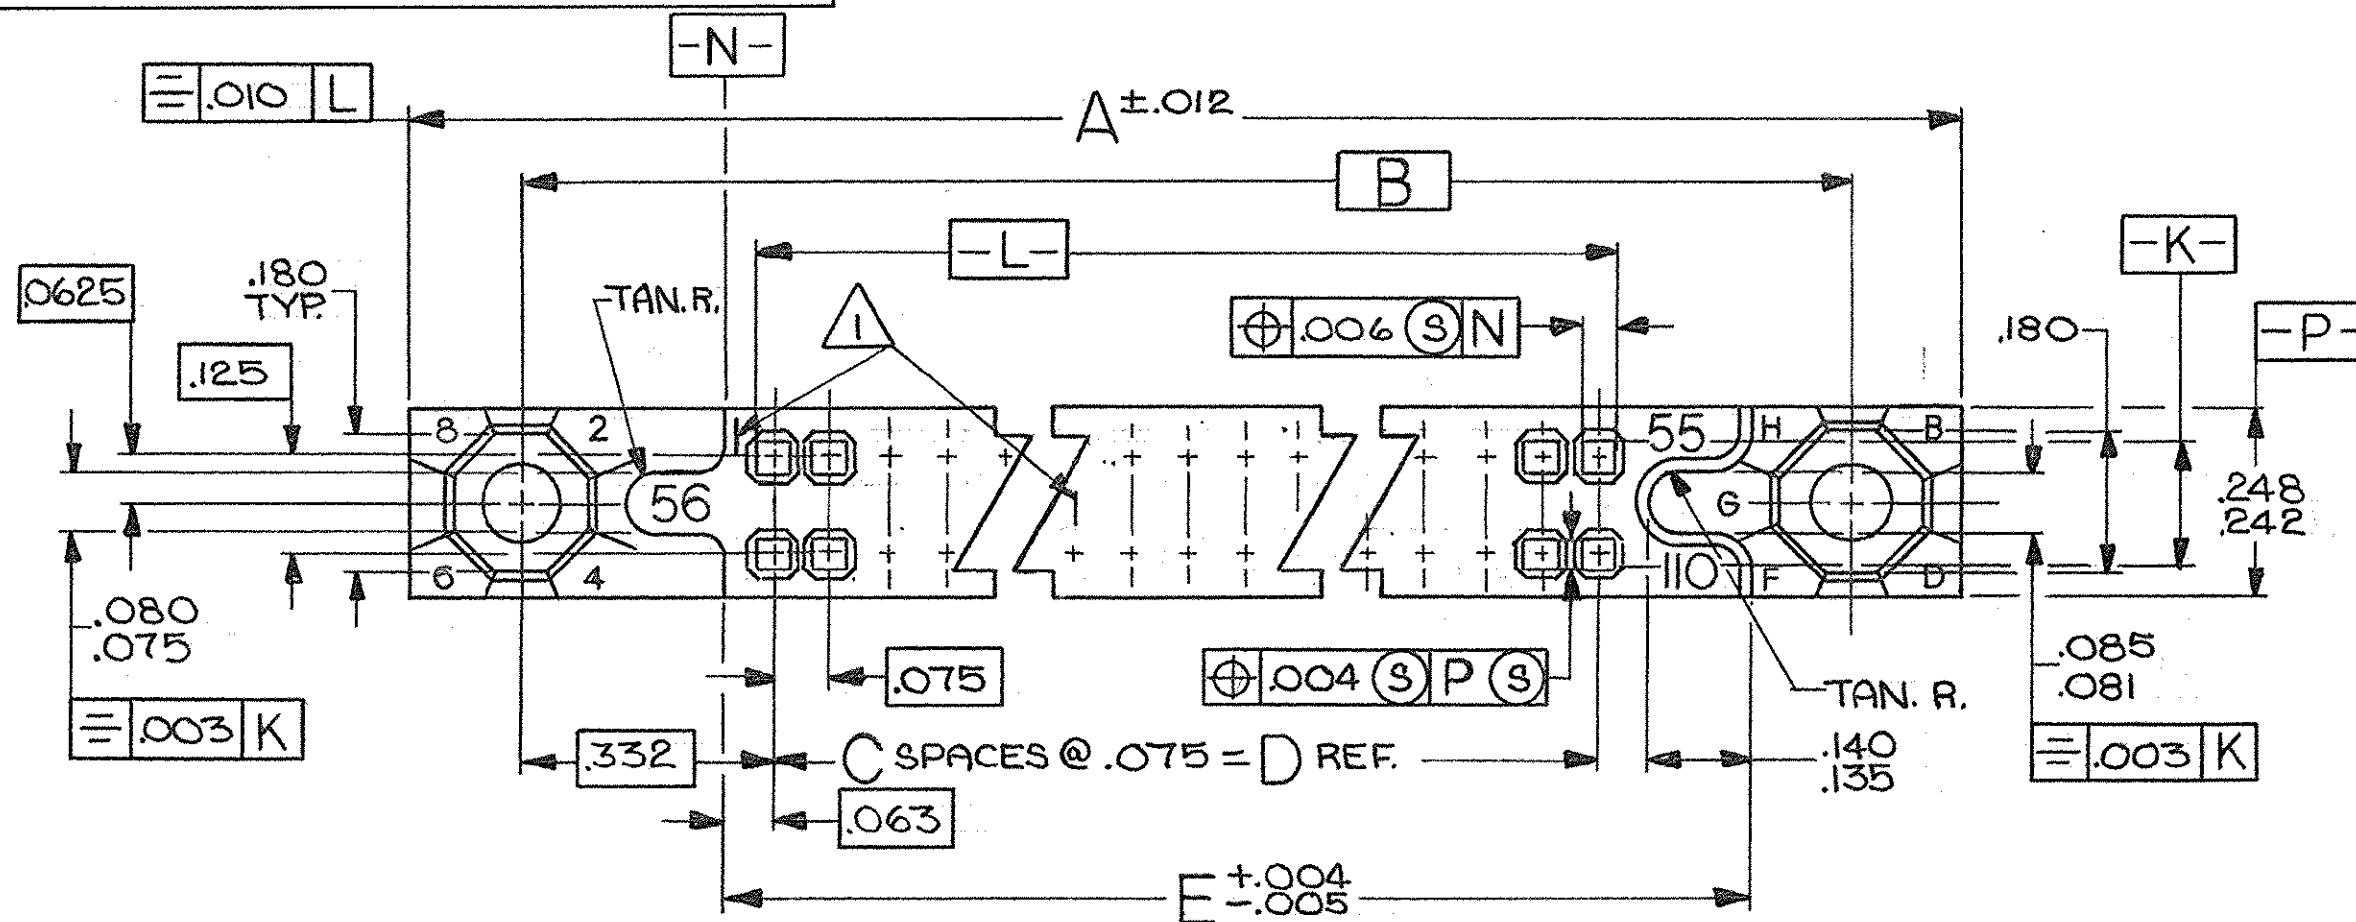 -N-
⌯ .010 L
A ±.012
B
-L-
-K-
.0625
.180
TYP.
TAN. R.
1
⌖ .006 Ⓢ N
.180
-P-
.125
8 2
1
55 H B
56
G
.248
.242
6 4
110 F D
.080
.075
.075
⌖ .004 Ⓢ P Ⓢ
.085
.081
TAN. R.
⌯ .003 K
.332
C SPACES @ .075 = D REF.
.140
.135
⌯ .003 K
.063
E +.004
-.005